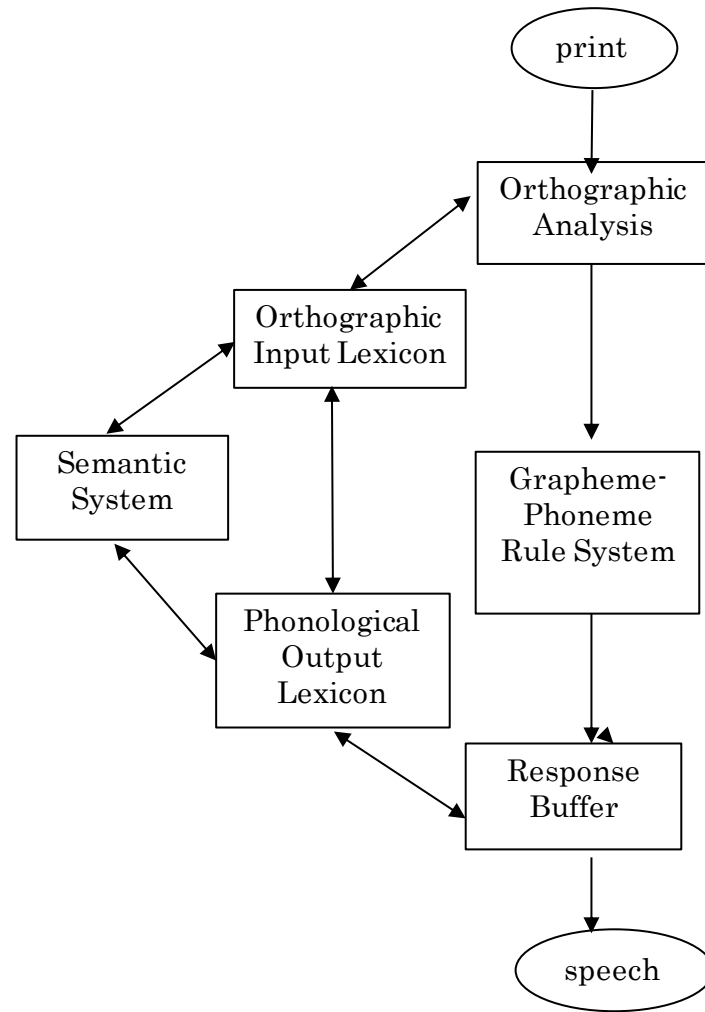 print
Orthographic
Analysis
Orthographic
Input Lexicon
Semantic
System
Grapheme-
Phoneme
Rule System
Phonological
Output
Lexicon
Response
Buffer
speech